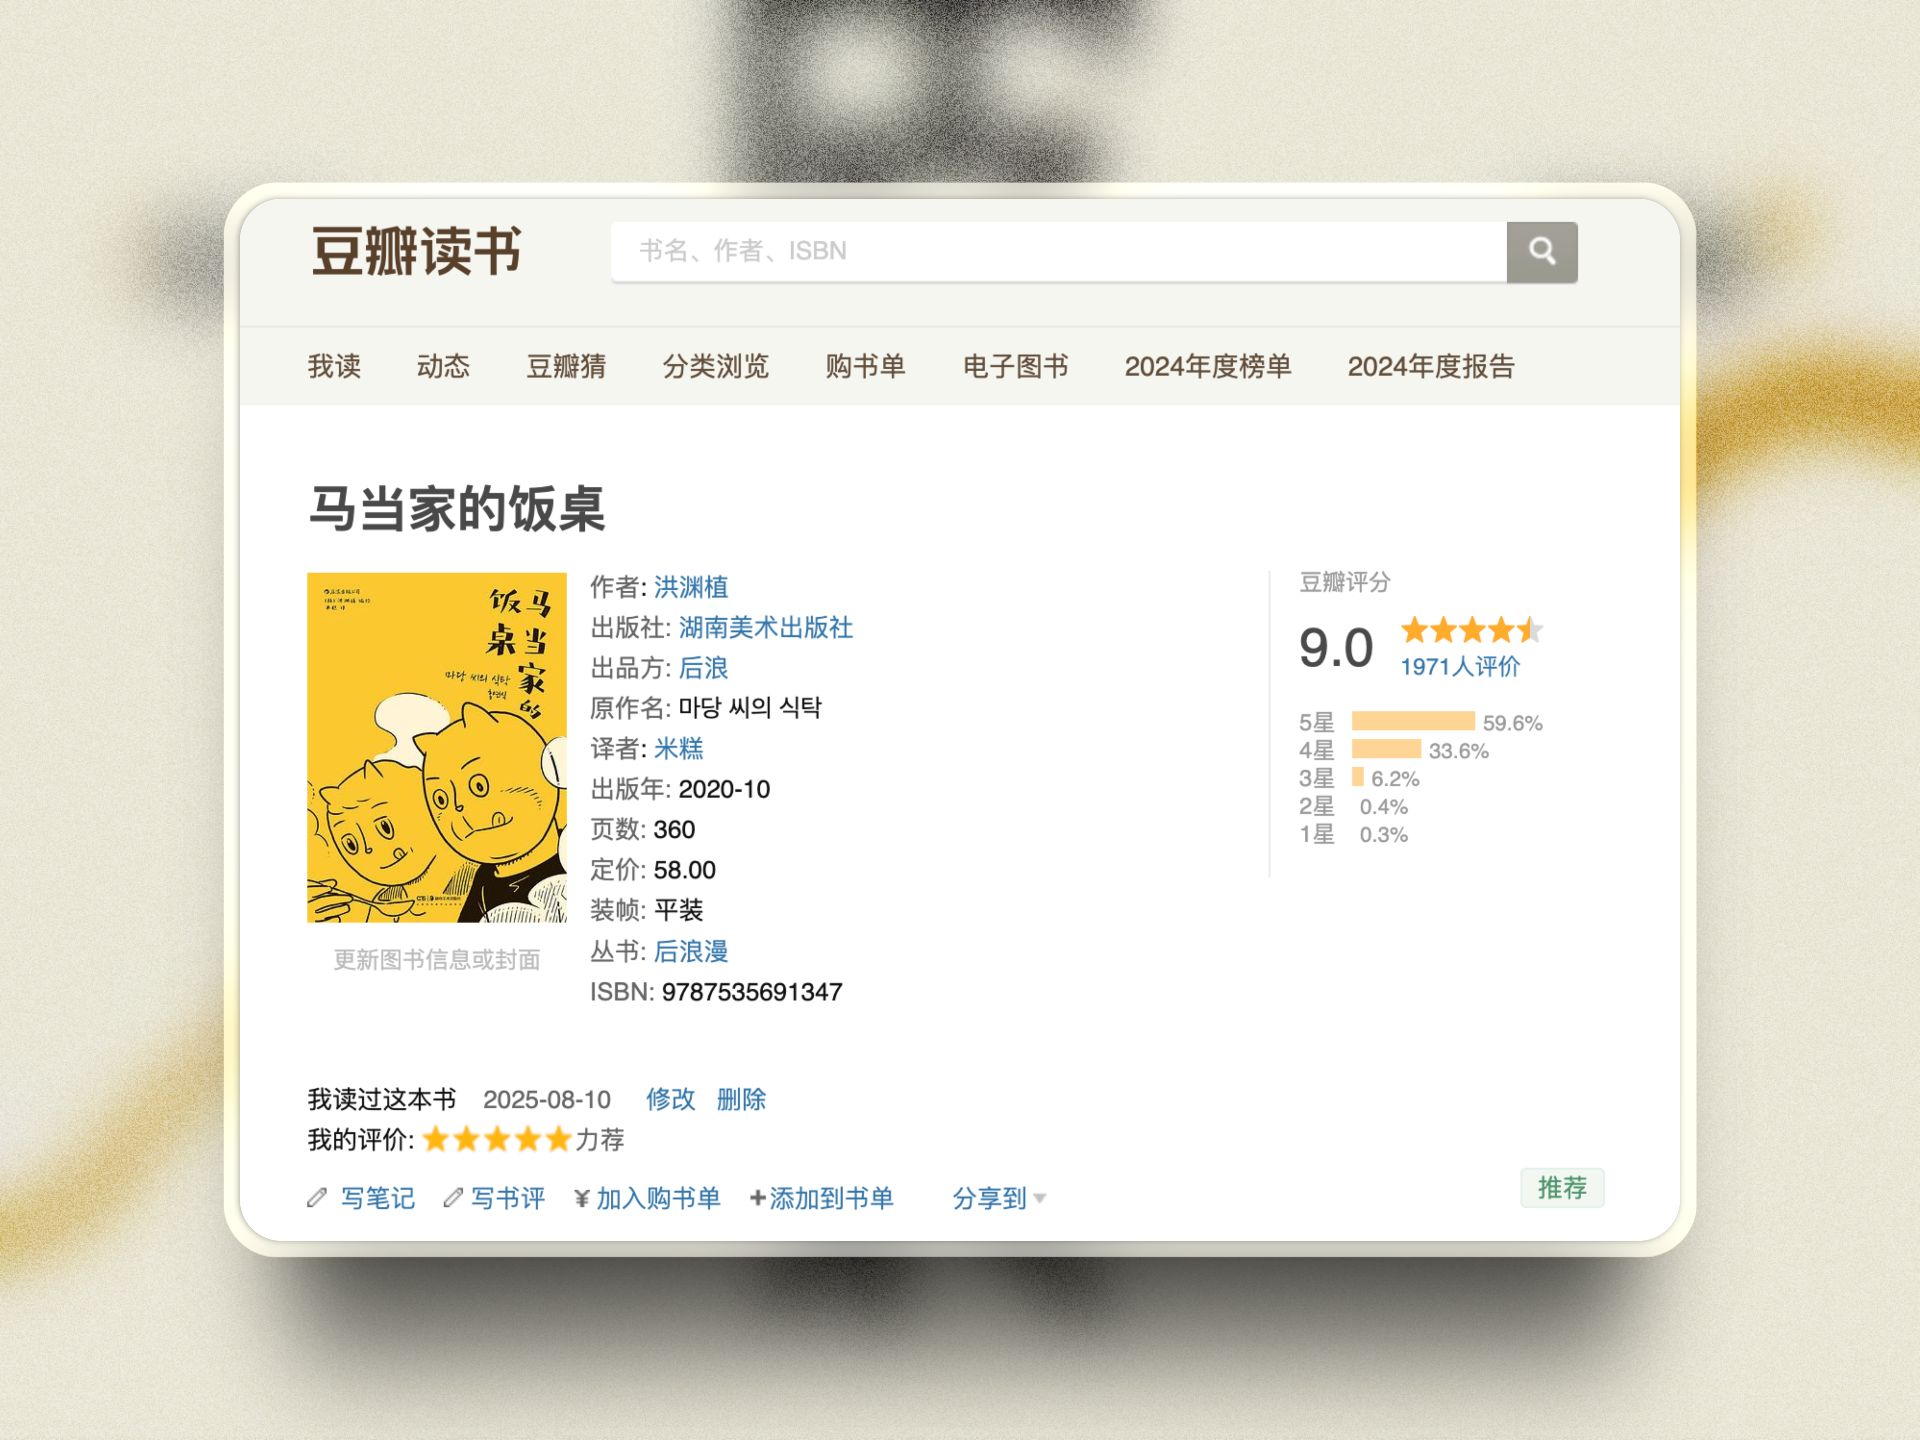 豆瓣读书
书名、作者、ISBN
我读 动态 豆瓣猜 分类浏览 购书单 电子图书 2024年度榜单 2024年度报告
马当家的饭桌
马当家的
饭桌
마당 씨의 식탁
홍연식
作者: 洪渊植
出版社: 湖南美术出版社
出品方: 后浪
原作名: 마당 씨의 식탁
译者: 米糕
出版年: 2020-10
页数: 360
定价: 58.00
装帧: 平装
丛书: 后浪漫
ISBN: 9787535691347
更新图书信息或封面
豆瓣评分
9.0
1971人评价
5星 59.6%
4星 33.6%
3星 6.2%
2星 0.4%
1星 0.3%
我读过这本书 2025-08-10 修改 删除
我的评价: 力荐
写笔记 写书评 ¥加入购书单 +添加到书单 分享到
推荐